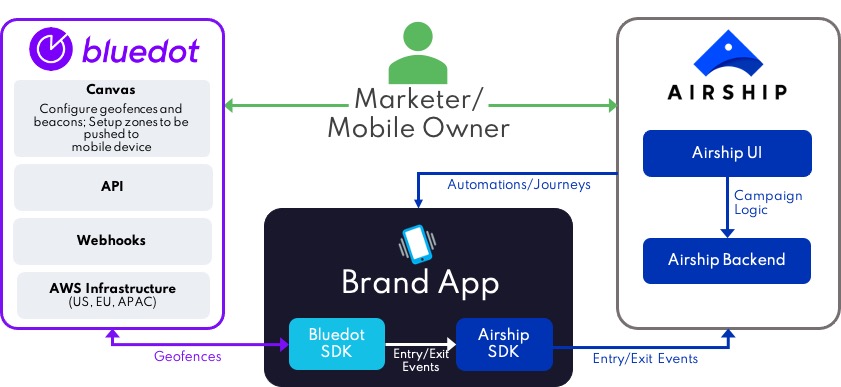 bluedot
Canvas
Configure geofences and
beacons; Setup zones to be
pushed to
mobile device
API
Webhooks
AWS Infrastructure
(US, EU, APAC)
Geofences
Marketer/
Mobile Owner
Automations/Journeys
Brand App
Bluedot
SDK
Entry/Exit
Events
Airship
SDK
Entry/Exit Events
AIRSHIP
Airship UI
Campaign
Logic
Airship Backend